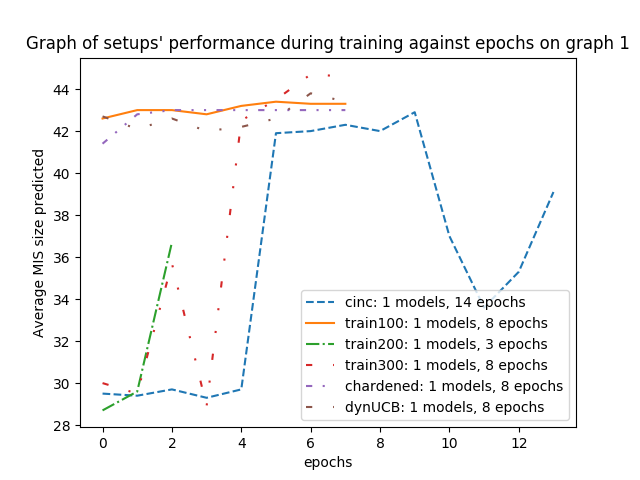 Graph of setups' performance during training against epochs on graph 1
Average MIS size predicted
44
42
40
38
36
34
32
30
28
0 2 4 6 8 10 12
epochs
cinc: 1 models, 14 epochs
train100: 1 models, 8 epochs
train200: 1 models, 3 epochs
train300: 1 models, 8 epochs
chardened: 1 models, 8 epochs
dynUCB: 1 models, 8 epochs